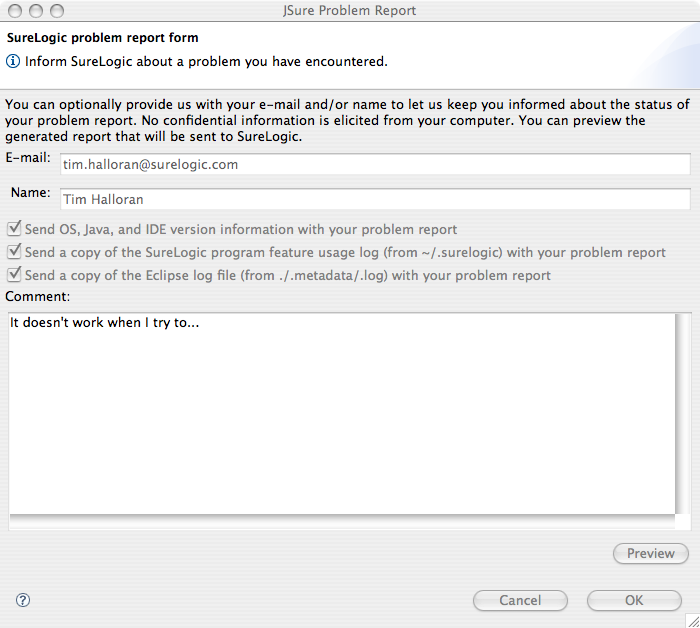 JSure Problem Report
SureLogic problem report form
Inform SureLogic about a problem you have encountered.
You can optionally provide us with your e-mail and/or name to let us keep you informed about the status of
your problem report. No confidential information is elicited from your computer. You can preview the
generated report that will be sent to SureLogic.
E-mail: tim.halloran@surelogic.com
Name: Tim Halloran
Send OS, Java, and IDE version information with your problem report
Send a copy of the SureLogic program feature usage log (from ~/.surelogic) with your problem report
Send a copy of the Eclipse log file (from ./.metadata/.log) with your problem report
Comment:
It doesn't work when I try to...
Preview
? Cancel OK